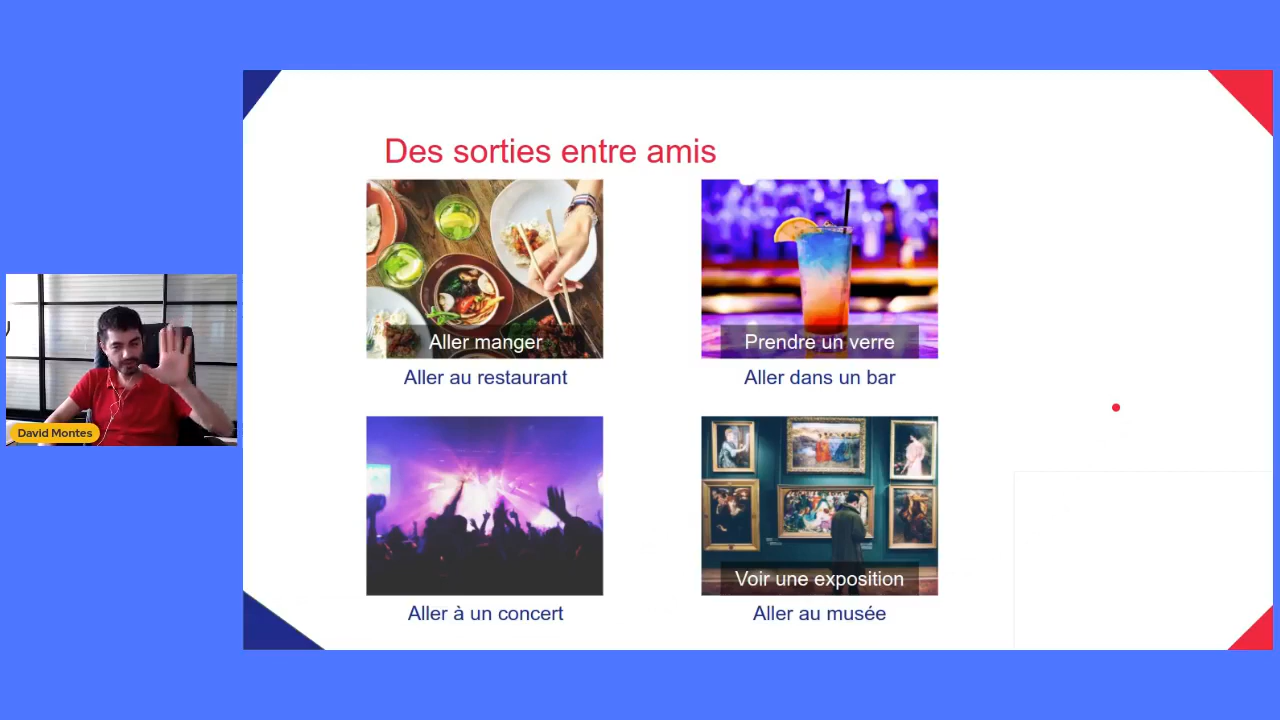 Des sorties entre amis
Aller manger
Aller au restaurant
Prendre un verre
Aller dans un bar
Aller à un concert
Voir une exposition
Aller au musée
David Montes